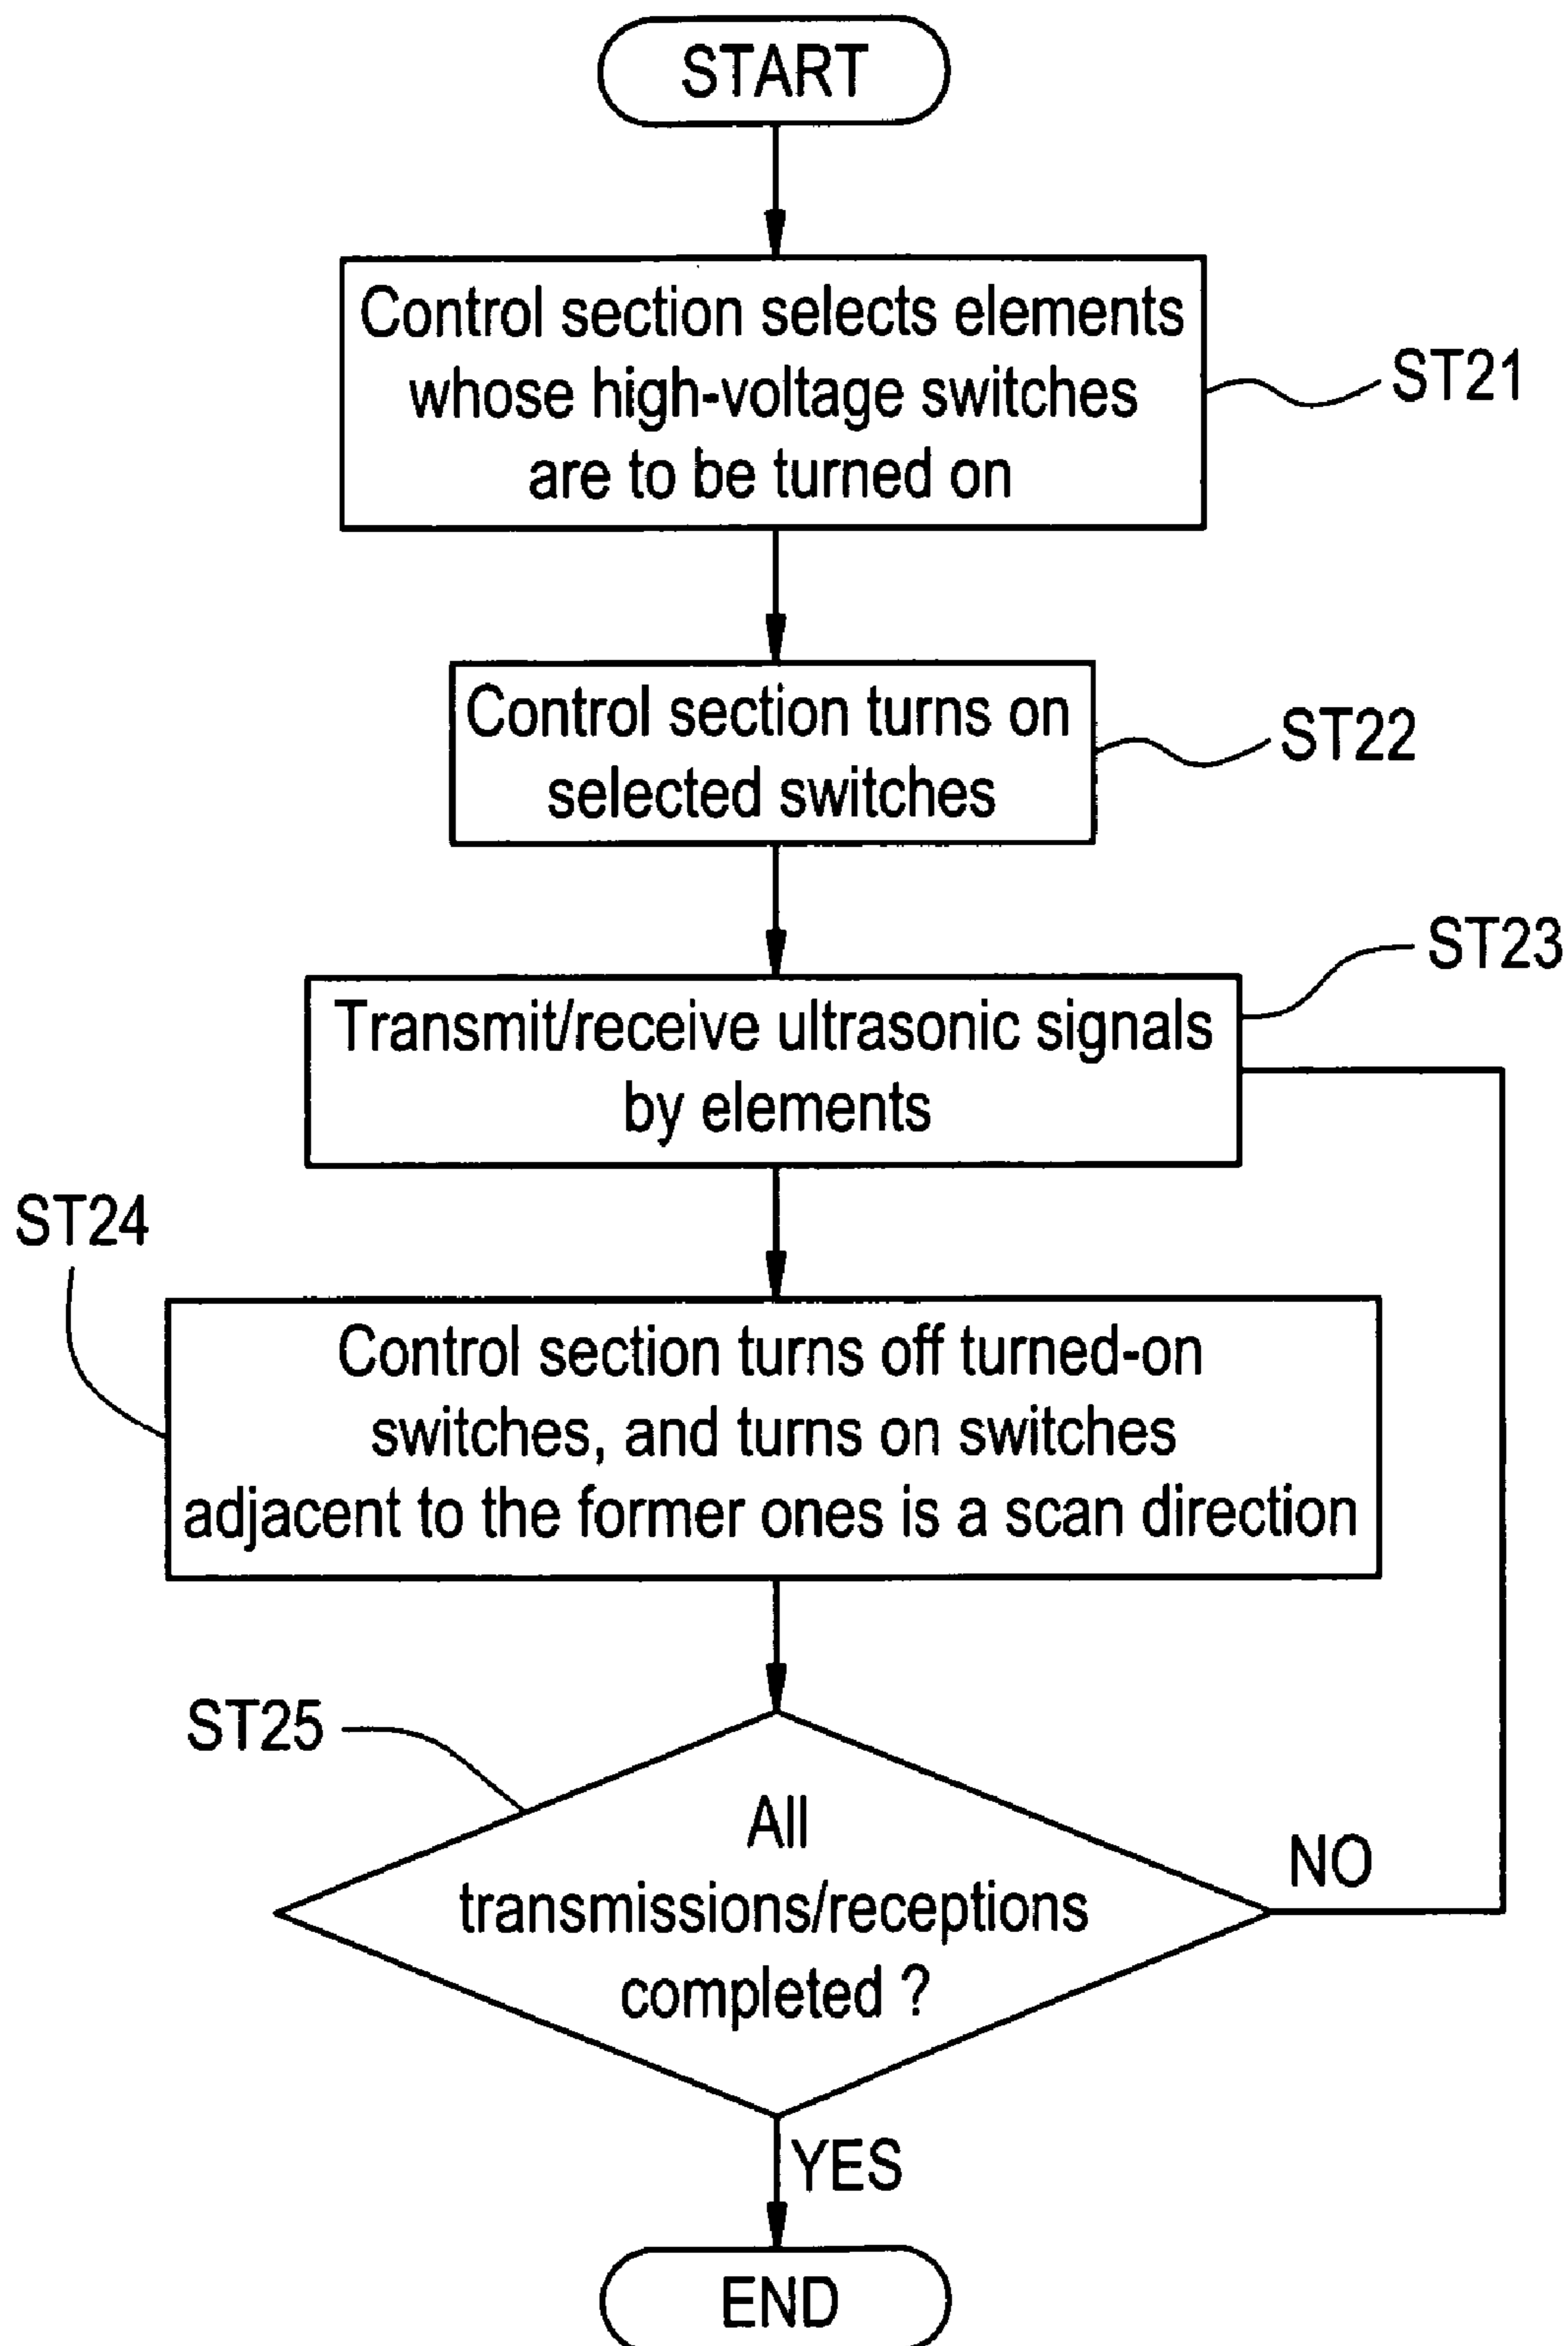 START
Control section selects elements
whose high-voltage switches
are to be turned on
ST21
Control section turns on
selected switches
ST22
ST23
Transmit/receive ultrasonic signals
by elements
ST24
Control section turns off turned-on
switches, and turns on switches
adjacent to the former ones is a scan direction
ST25
All
transmissions/receptions
completed ?
NO
YES
END